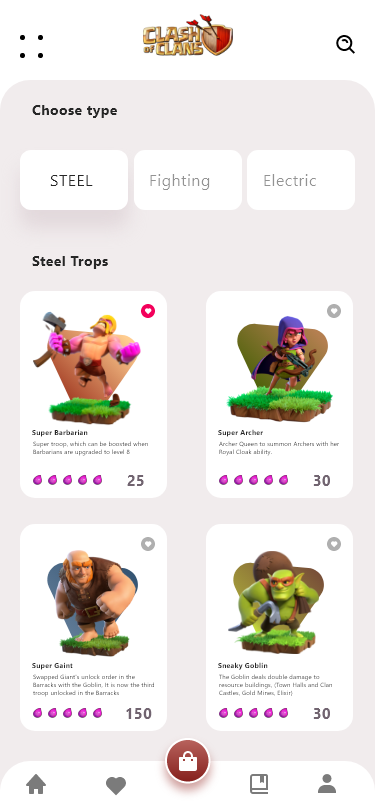 CLASH
OF CLANS
Choose type
STEEL
Fighting
Electric
Steel Trops
Super Barbarian
Super troop, which can be boosted when
Barbarians are upgraded to level 8
25
Super Archer
Archer Queen to summon Archers with her
Royal Cloak ability.
30
Super Gaint
Swapped Giant's unlock order in the
Barracks with the Goblin, It is now the third
troop unlocked in the Barracks
150
Sneaky Goblin
The Goblin deals double damage to
resource buildings, (Town Halls and Clan
Castles, Gold Mines, Elixir)
30